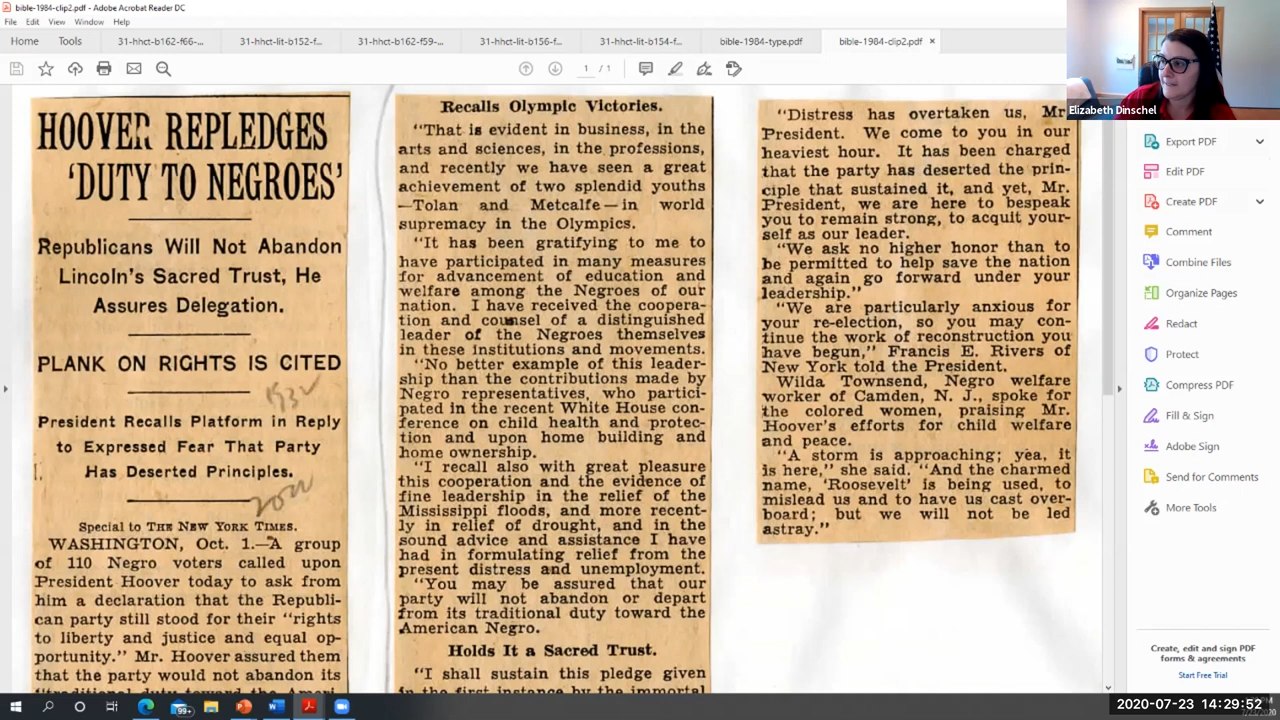 bible-1984-clip2.pdf - Adobe Acrobat Reader DC
File Edit View Window Help
Home Tools 31-hhct-b162-f66-... 31-hhct-lit-b152-f... 31-hhct-b162-f59-... 31-hhct-lit-b156-f... 31-hhct-lit-b154-f... bible-1984-type.pdf bible-1984-clip2.pdf ×
1 / 1
Elizabeth Dinschel
HOOVER REPLEDGES
'DUTY TO NEGROES'
Republicans Will Not Abandon
Lincoln's Sacred Trust, He
Assures Delegation.
PLANK ON RIGHTS IS CITED
1932
President Recalls Platform in Reply
to Expressed Fear That Party
Has Deserted Principles.
Special to THE NEW YORK TIMES.
WASHINGTON, Oct. 1.—A group
of 110 Negro voters called upon
President Hoover today to ask from
him a declaration that the Republi-
can party still stood for their "rights
to liberty and justice and equal op-
portunity." Mr. Hoover assured them
that the party would not abandon its
"traditional duty toward the Ameri-
Recalls Olympic Victories.
"That is evident in business, in the
arts and sciences, in the professions,
and recently we have seen a great
achievement of two splendid youths
—Tolan and Metcalfe—in world
supremacy in the Olympics.
"It has been gratifying to me to
have participated in many measures
for advancement of education and
welfare among the Negroes of our
nation. I have received the coopera-
tion and counsel of a distinguished
leader of the Negroes themselves
in these institutions and movements.
"No better example of this leader-
ship than the contributions made by
Negro representatives, who partici-
pated in the recent White House con-
ference on child health and protec-
tion and upon home building and
home ownership.
"I recall also with great pleasure
this cooperation and the evidence of
fine leadership in the relief of the
Mississippi floods, and more recent-
ly in relief of drought, and in the
sound advice and assistance I have
had in formulating relief from the
present distress and unemployment.
"You may be assured that our
party will not abandon or depart
from its traditional duty toward the
American Negro.
Holds It a Sacred Trust.
"I shall sustain this pledge given
in the first instance by the immortal
"Distress has overtaken us, Mr.
President. We come to you in our
heaviest hour. It has been charged
that the party has deserted the prin-
ciple that sustained it, and yet, Mr.
President, we are here to bespeak
you to remain strong, to acquit your-
self as our leader.
"We ask no higher honor than to
be permitted to help save the nation
and again go forward under your
leadership."
"We are particularly anxious for
your re-election, so you may con-
tinue the work of reconstruction you
have begun," Francis E. Rivers of
New York told the President.
Wilda Townsend, Negro welfare
worker of Camden, N. J., spoke for
the colored women, praising Mr.
Hoover's efforts for child welfare
and peace.
"A storm is approaching; yea, it
is here," she said. "And the charmed
name, 'Roosevelt' is being used, to
mislead us and to have us cast over-
board; but we will not be led
astray."
Export PDF
Edit PDF
Create PDF
Comment
Combine Files
Organize Pages
Redact
Protect
Compress PDF
Fill & Sign
Adobe Sign
Send for Comments
More Tools
Create, edit and sign PDF
forms & agreements
Start Free Trial
99+
2020-07-23 14:29:52